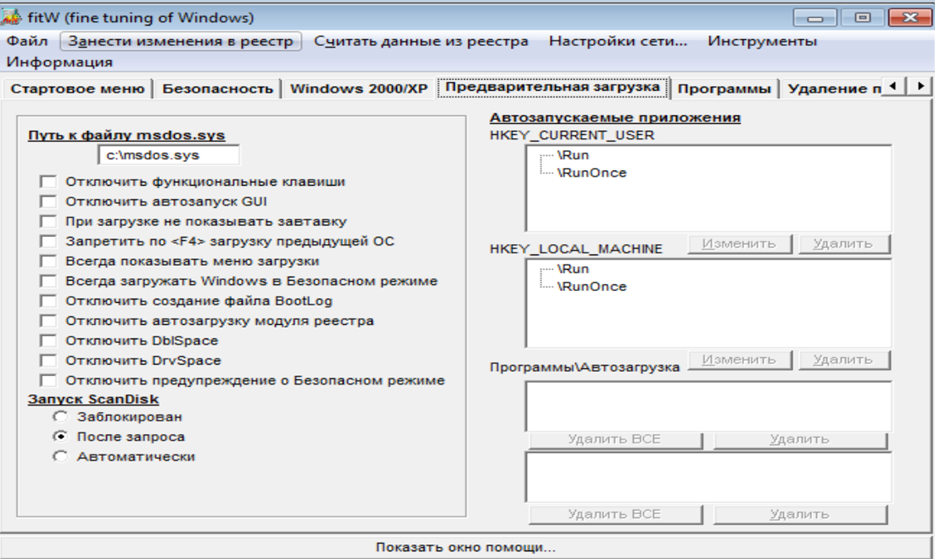 fitW (fine tuning of Windows)
Файл Занести изменения в реестр Считать данные из реестра Настройки сети... Инструменты
Информация
Стартовое меню Безопасность Windows 2000/XP Предварительная загрузка Программы Удаление п
Путь к файлу msdos.sys
c:\msdos.sys
Отключить функциональные клавиши
Отключить автозапуск GUI
При загрузке не показывать завтавку
Запретить по <F4> загрузку предыдущей ОС
Всегда показывать меню загрузки
Всегда загружать Windows в Безопасном режиме
Отключить создание файла BootLog
Отключить автозагрузку модуля реестра
Отключить DblSpace
Отключить DrvSpace
Отключить предупреждение о Безопасном режиме
Запуск ScanDisk
Заблокирован
После запроса
Автоматически
Автозапускаемые приложения
HKEY_CURRENT_USER
\Run
\RunOnce
Изменить Удалить
HKEY_LOCAL_MACHINE
\Run
\RunOnce
Изменить Удалить
Программы\Автозагрузка
Удалить ВСЕ Удалить
Удалить ВСЕ Удалить
Показать окно помощи...